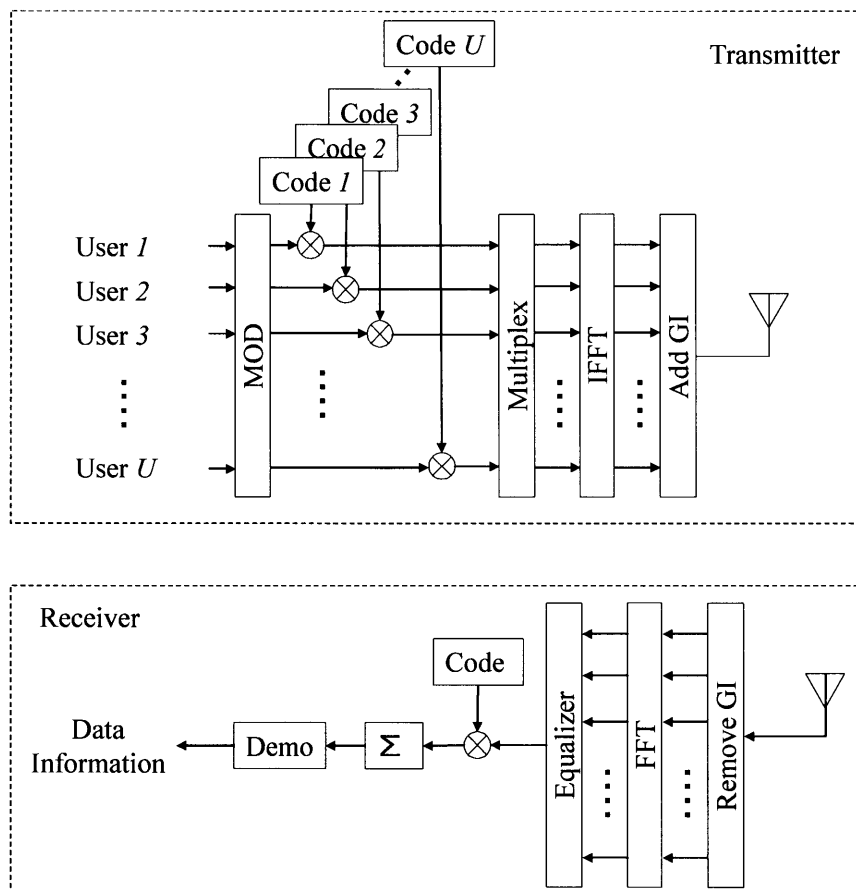 Transmitter
Code U
Code 3
Code 2
Code 1
User 1
User 2
User 3
User U
MOD
Multiplex
IFFT
Add GI
Receiver
Code
Data
Information
Demo
Σ
Equalizer
FFT
Remove GI